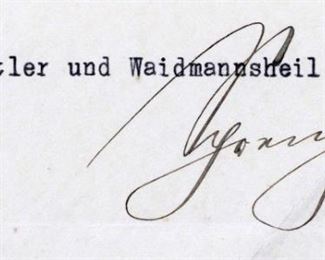 tler und Waidmannsheil